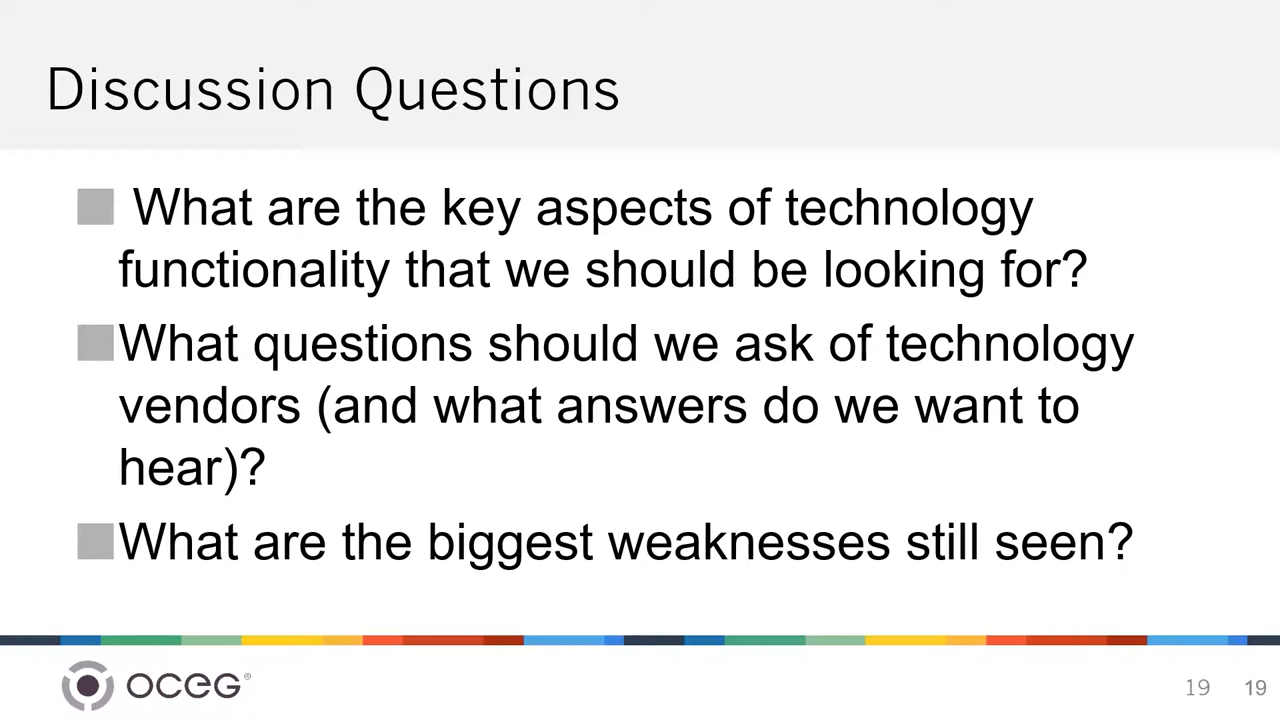 Discussion Questions
What are the key aspects of technology
functionality that we should be looking for?
What questions should we ask of technology
vendors (and what answers do we want to
hear)?
What are the biggest weaknesses still seen?
OCEG®
19 19